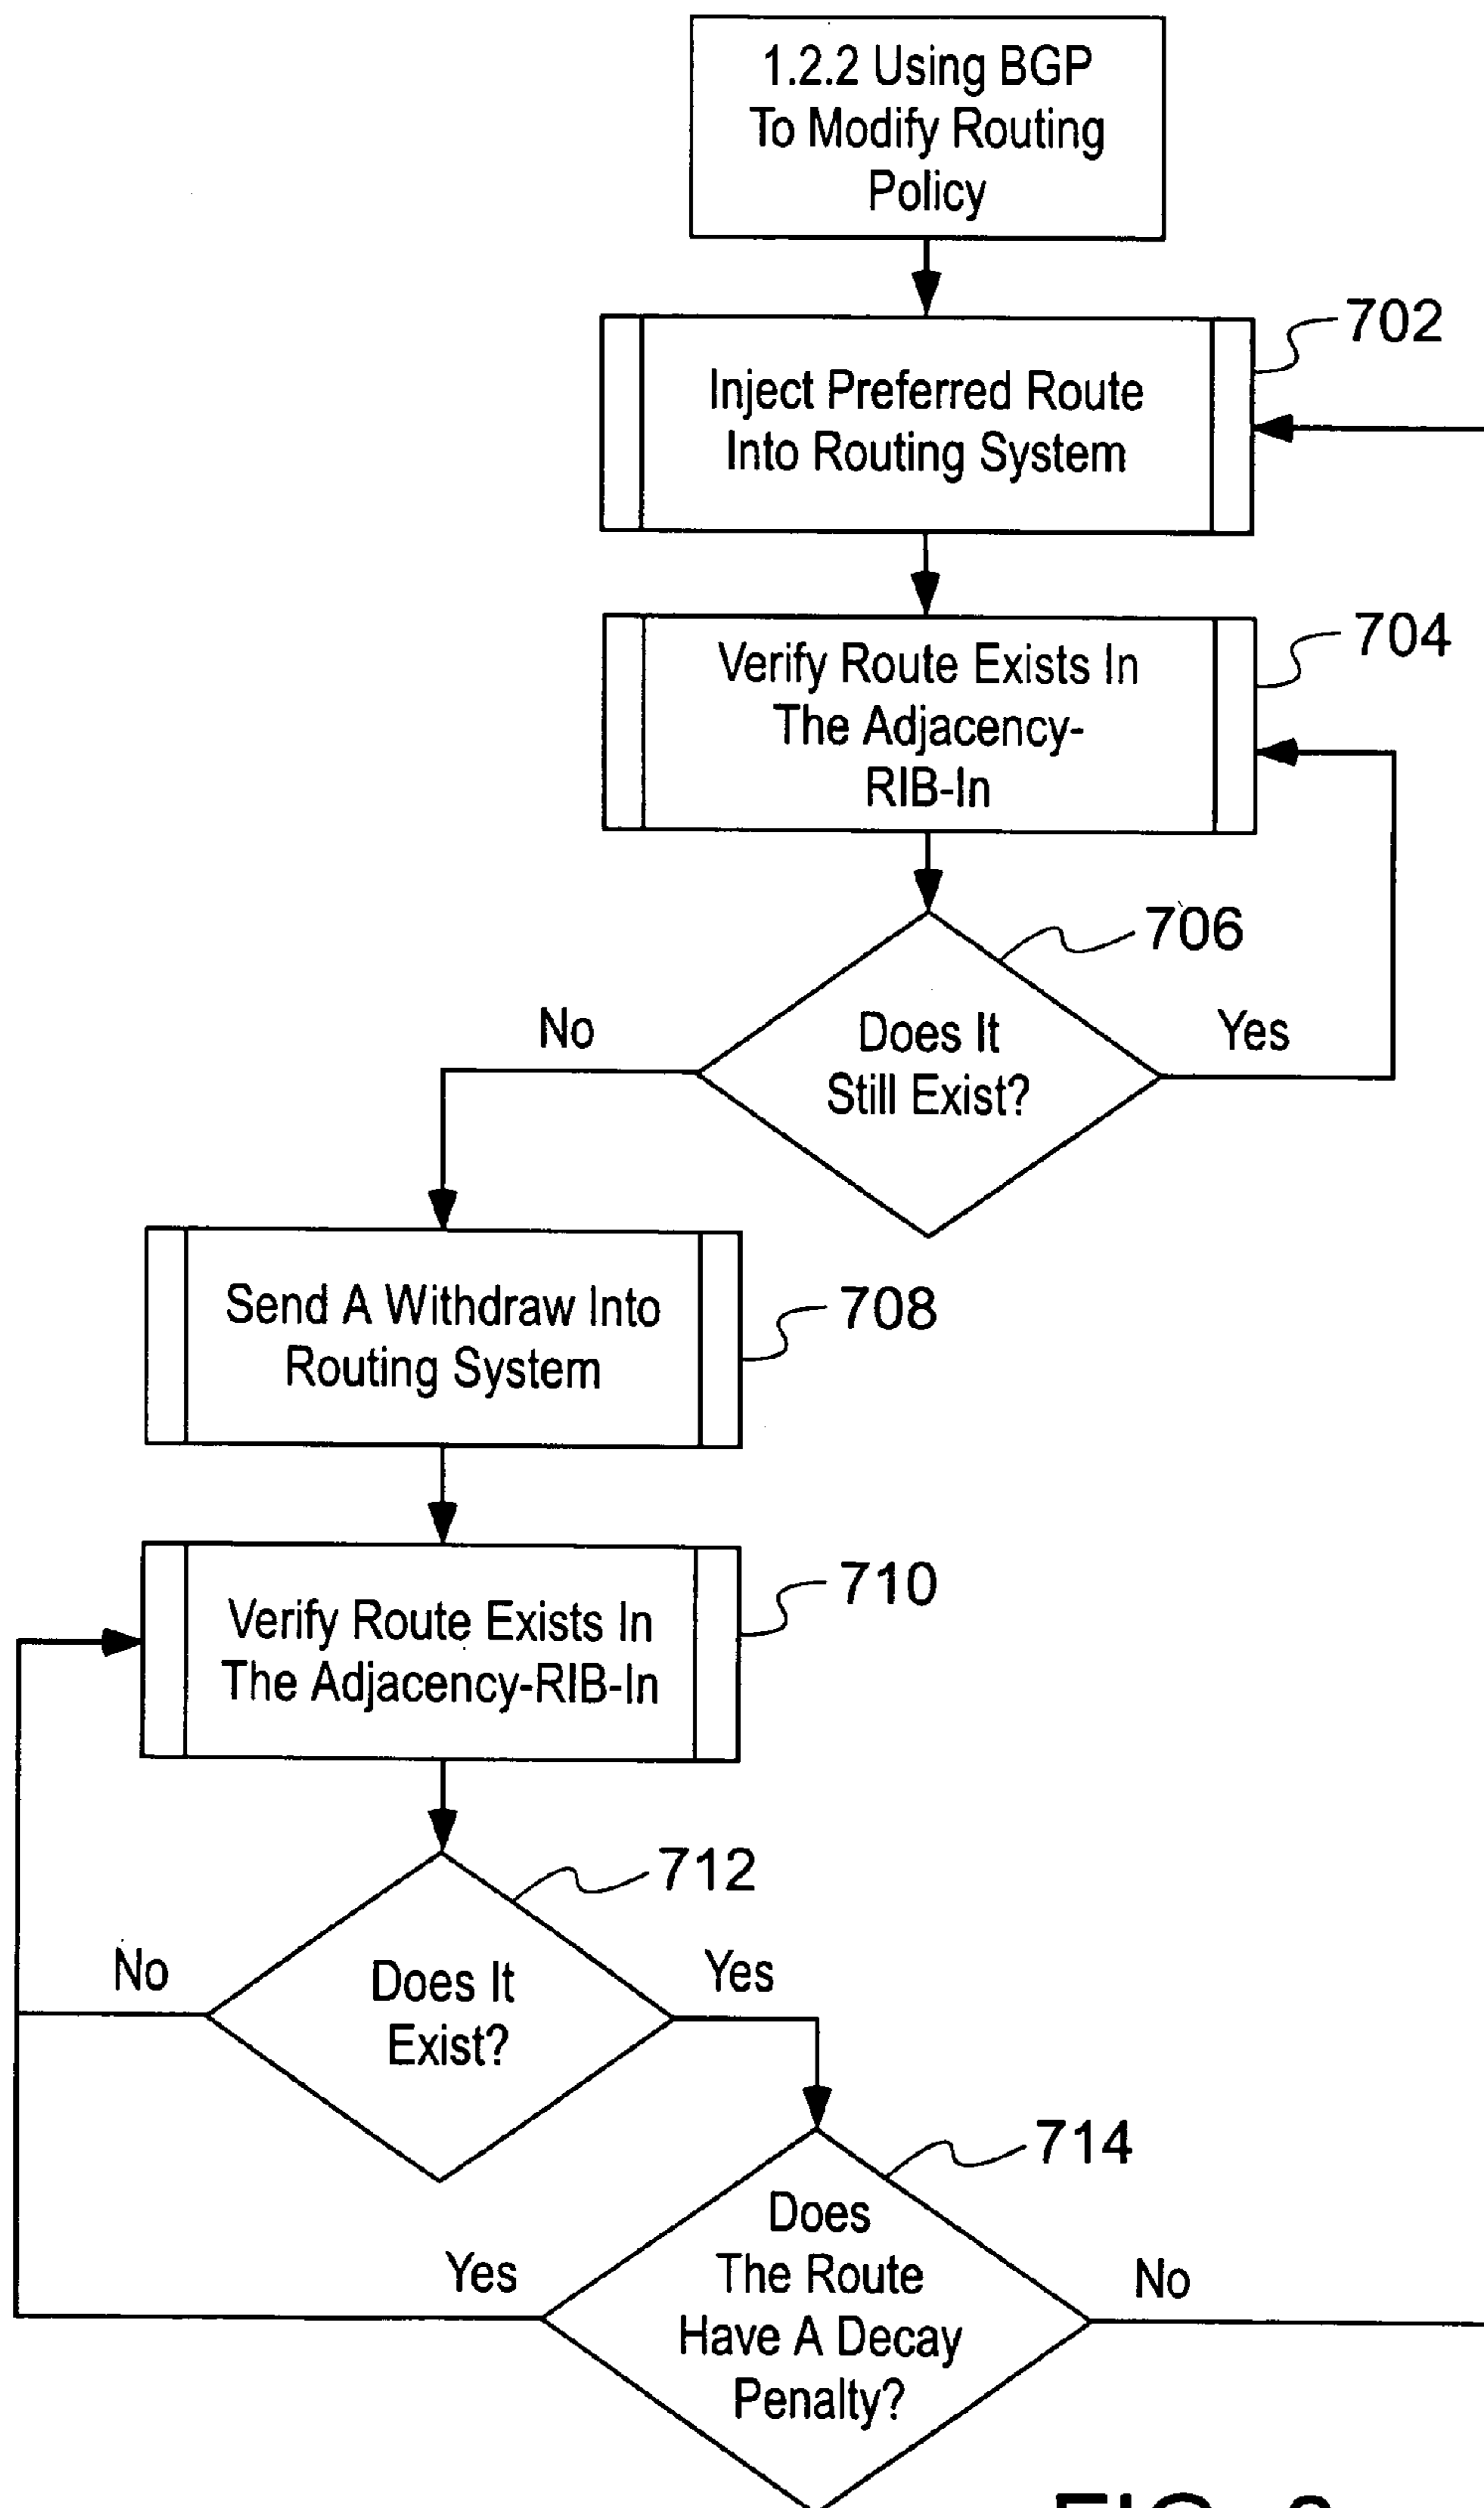 1.2.2 Using BGP
To Modify Routing
Policy
702
Inject Preferred Route
Into Routing System
704
Verify Route Exists In
The Adjacency-
RIB-In
706
No
Does It
Still Exist?
Yes
708
Send A Withdraw Into
Routing System
710
Verify Route Exists In
The Adjacency-RIB-In
712
No
Does It
Exist?
Yes
714
Does
The Route
Have A Decay
Penalty?
Yes
No